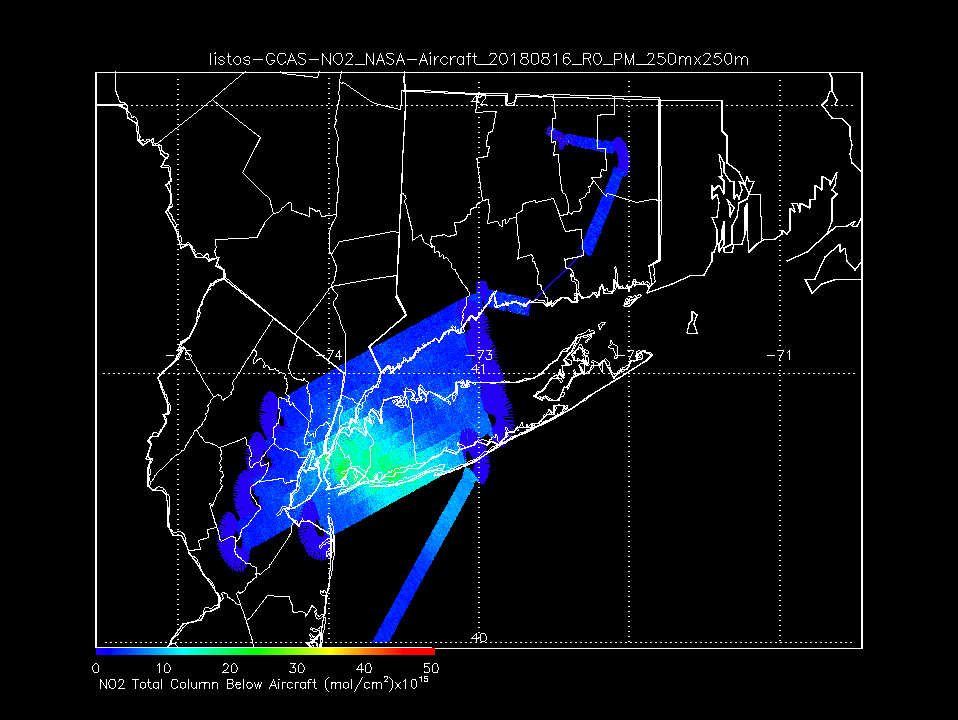 listos-GCAS-NO2_NASA-Aircraft_20180816_R0_PM_250mx250m
42
-75 -74 -73 -72 -71
41
40
0 10 20 30 40 50
NO2 Total Column Below Aircraft (mol/cm²)x10¹⁵